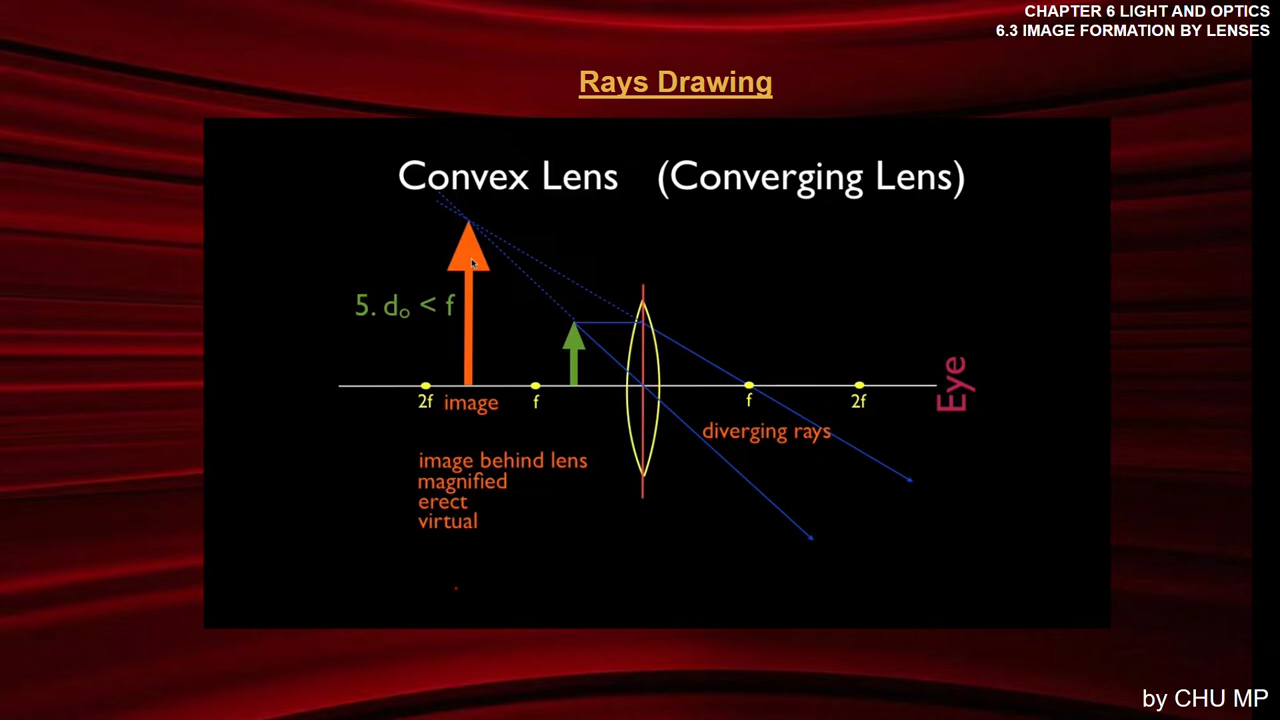 CHAPTER 6 LIGHT AND OPTICS
6.3 IMAGE FORMATION BY LENSES
Rays Drawing
Convex Lens (Converging Lens)
5. dₒ < f
Eye
2f image f f 2f
diverging rays
image behind lens
magnified
erect
virtual
by CHU MP